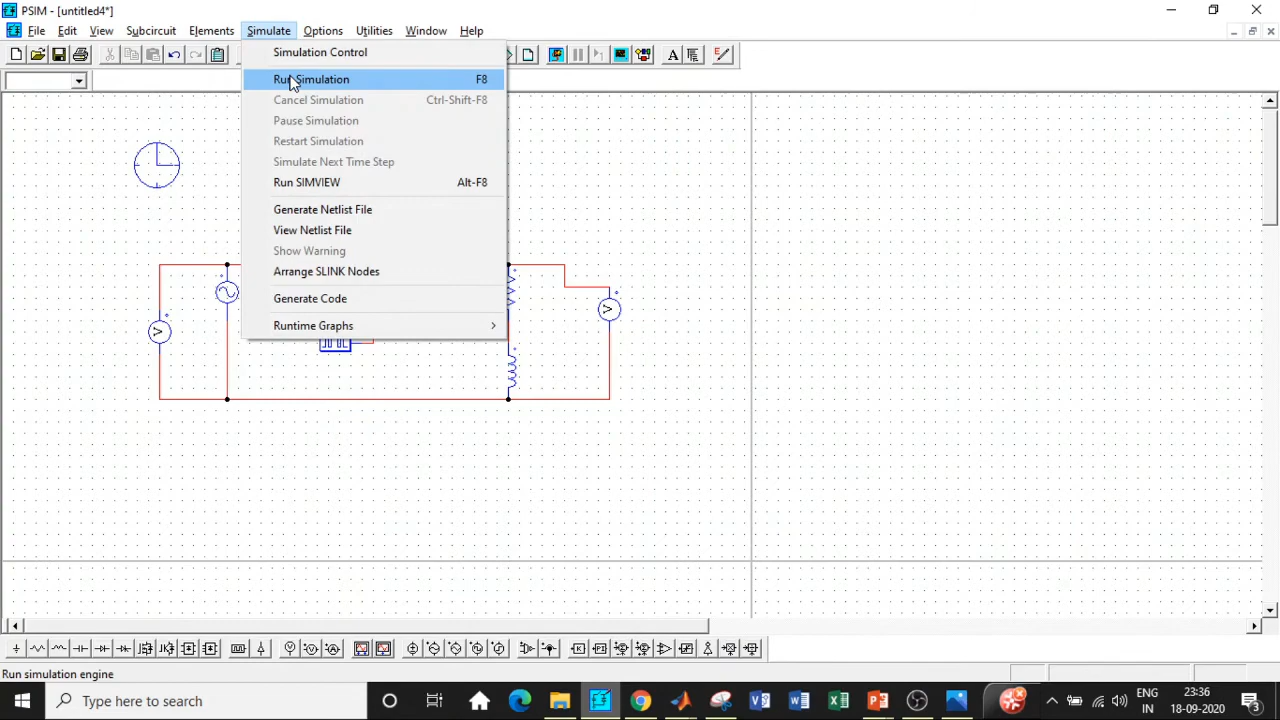 PSIM - [untitled4*]
File Edit View Subcircuit Elements Simulate Options Utilities Window Help
Simulation Control
Run Simulation F8
Cancel Simulation Ctrl-Shift-F8
Pause Simulation
Restart Simulation
Simulate Next Time Step
Run SIMVIEW Alt-F8
Generate Netlist File
View Netlist File
Show Warning
Arrange SLINK Nodes
Generate Code
Runtime Graphs
V
V
K
PI
Run simulation engine
Type here to search
ENG
IN
23:36
18-09-2020
3